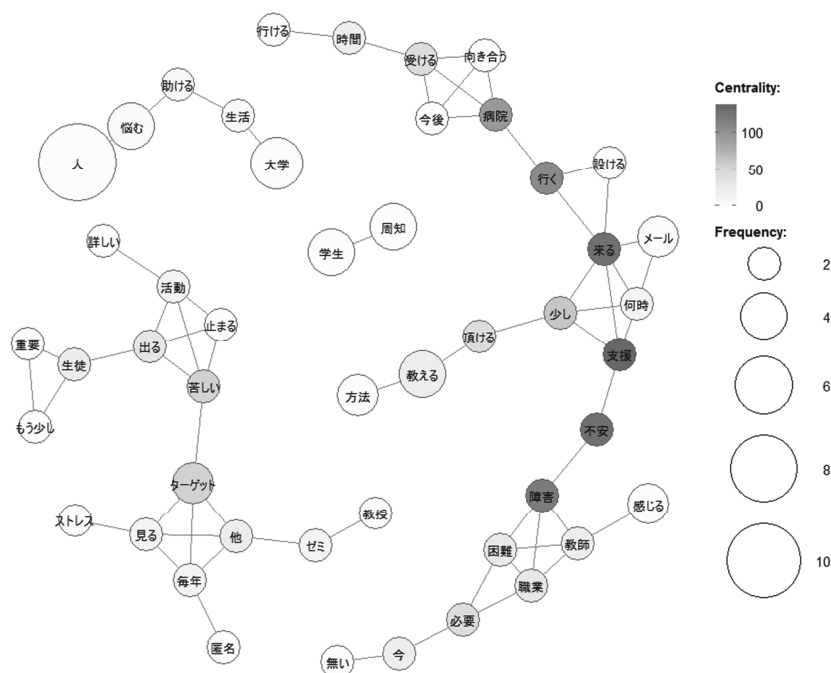 行ける
時間
受ける
向き合う
今後
病院
助ける
悩む
生活
人
大学
行く
設ける
来る
メール
少し
何時
頂ける
支援
教える
方法
不安
学生
周知
詳しい
活動
止まる
出る
重要
生徒
苦しい
もう少し
ターゲット
ストレス
見る
他
教授
ゼミ
毎年
匿名
障害
感じる
困難
教師
職業
必要
今
無い
Centrality:
100
50
0
Frequency:
2
4
6
8
10